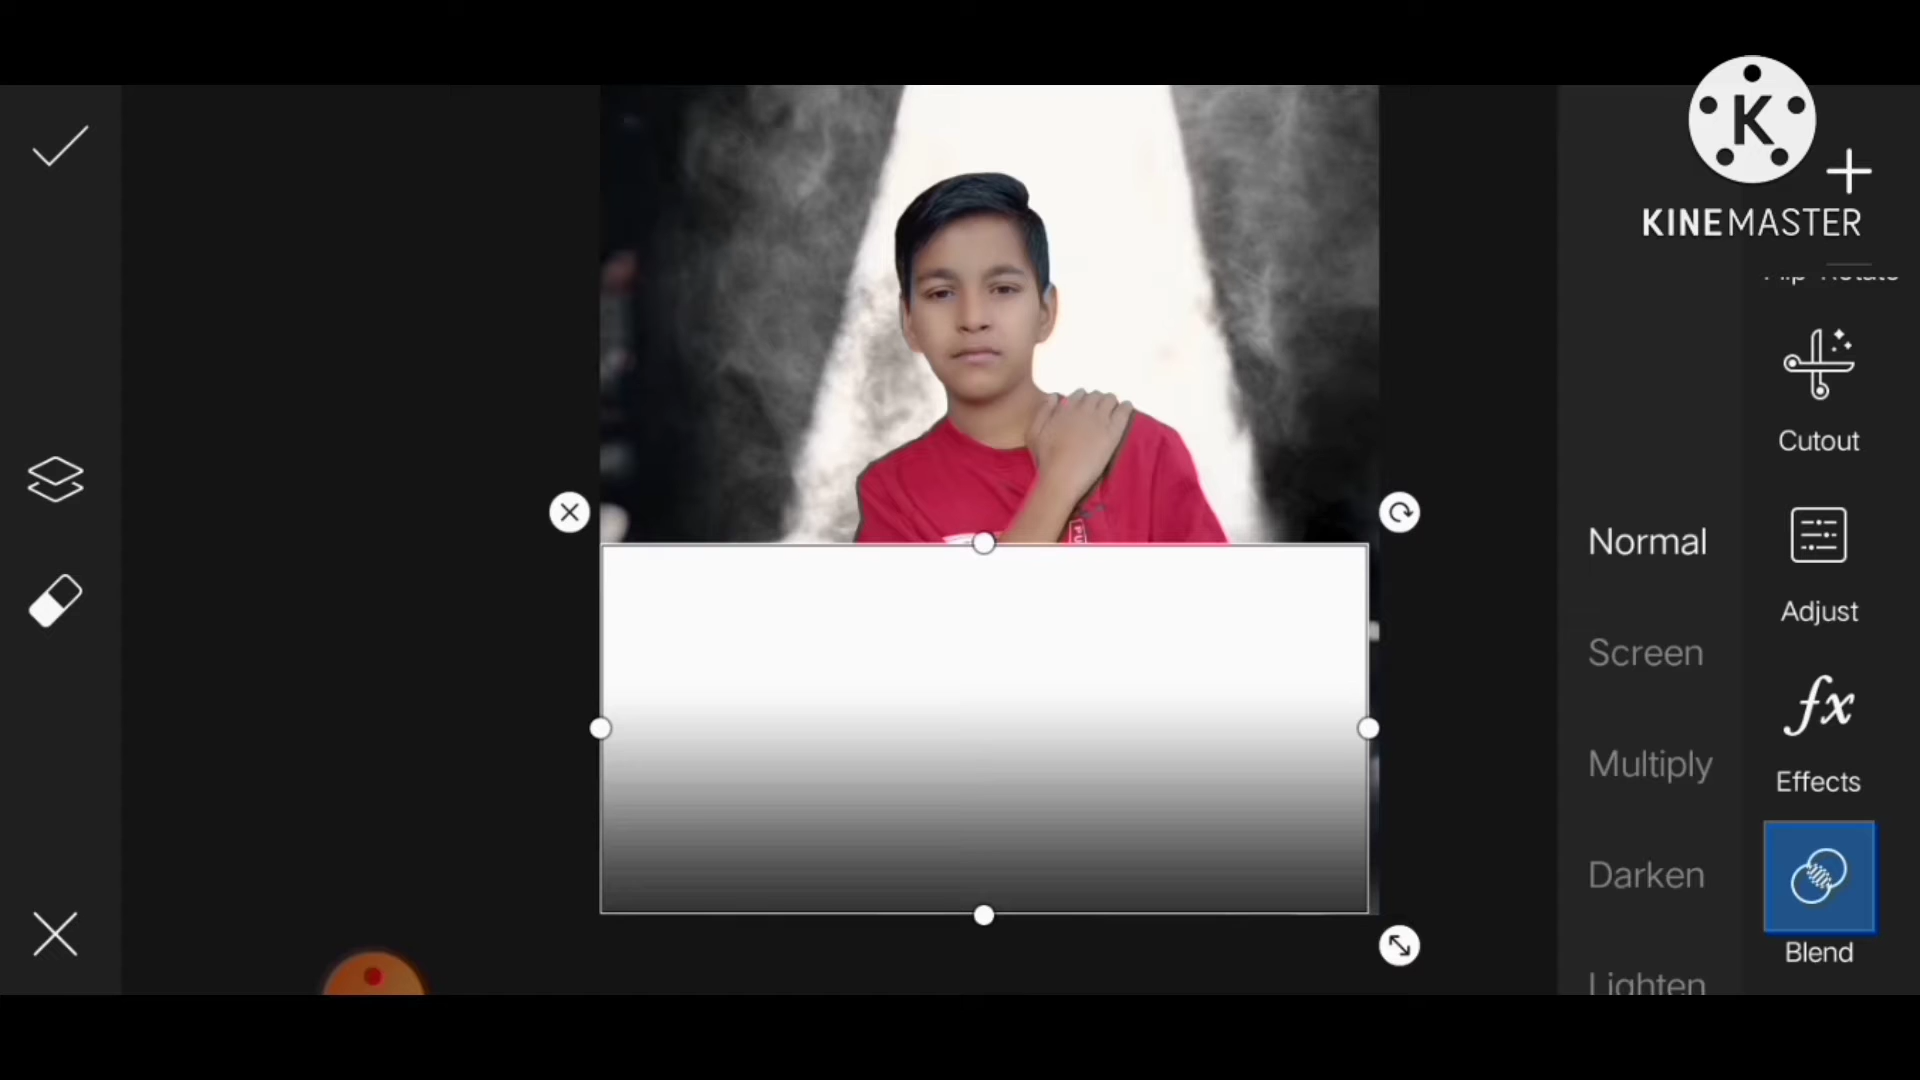 K
KINEMASTER
Cutout
Normal
Adjust
Screen
Multiply
Effects
Darken
Blend
Lighten